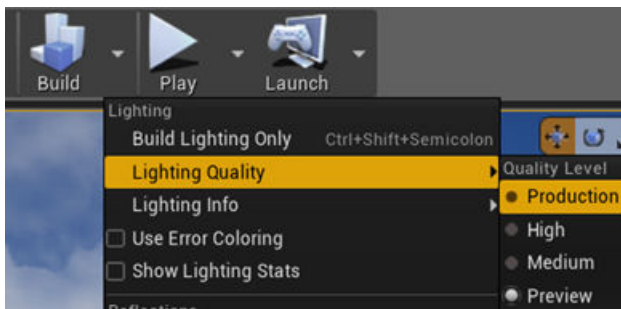 Build Play Launch
Lighting
Build Lighting Only Ctrl+Shift+Semicolon
Lighting Quality
Lighting Info
Use Error Coloring
Show Lighting Stats
Reflections
Quality Level
Production
High
Medium
Preview